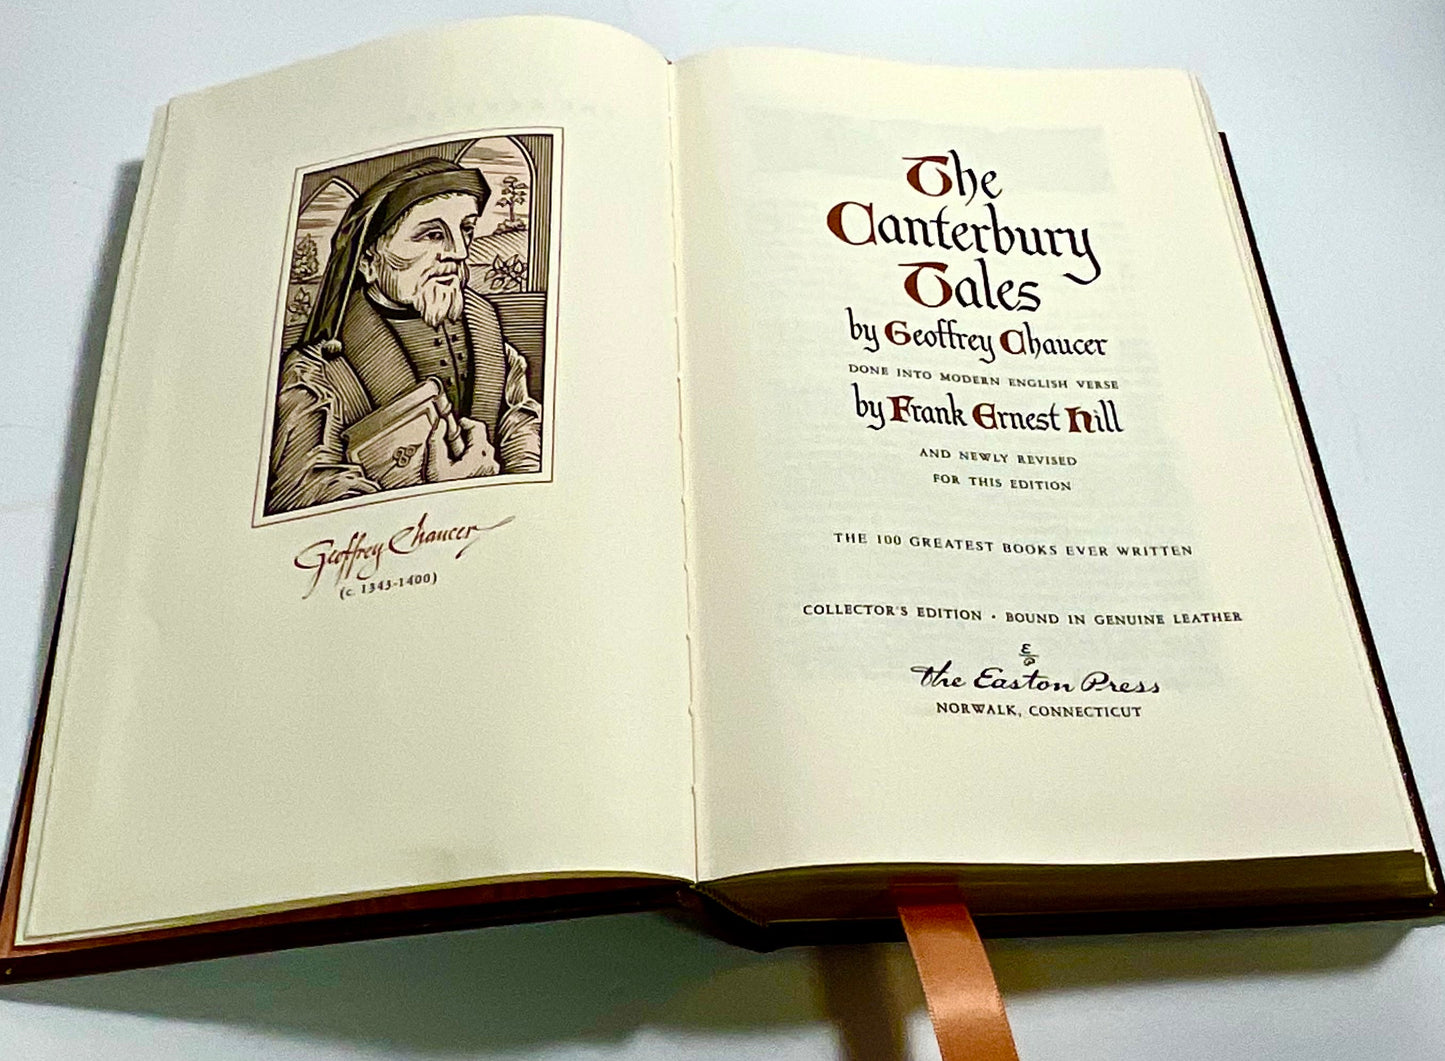 Geoffrey Chaucer
(c. 1343-1400)
The
Canterbury
Tales
by Geoffrey Chaucer
DONE INTO MODERN ENGLISH VERSE
by Frank Ernest Hill
AND NEWLY REVISED
FOR THIS EDITION
THE 100 GREATEST BOOKS EVER WRITTEN
COLLECTOR'S EDITION · BOUND IN GENUINE LEATHER
E
P
The Easton Press
NORWALK, CONNECTICUT